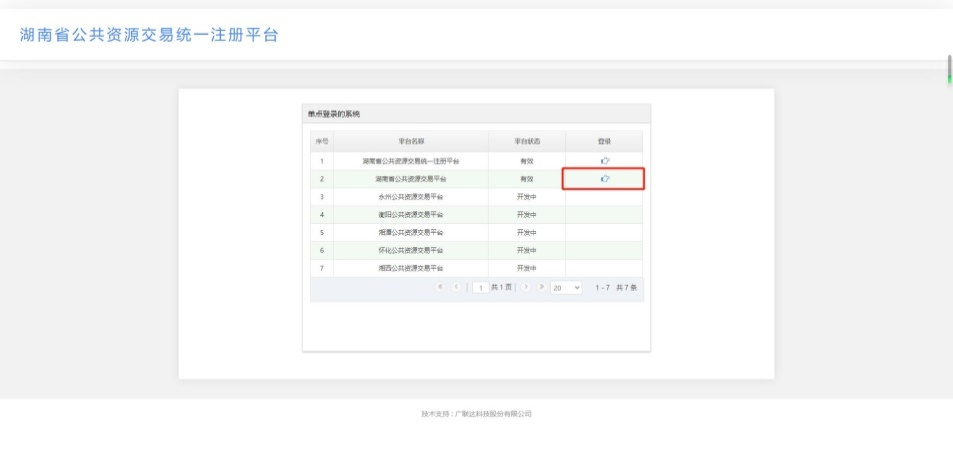 湖南省公共资源交易统一注册平台
单点登录的系统
序号 平台名称 平台状态 登录
1 湖南省公共资源交易统一注册平台 有效
2 湖南省公共资源交易平台 有效
3 永州公共资源交易平台 开发中
4 衡阳公共资源交易平台 开发中
5 湘潭公共资源交易平台 开发中
6 怀化公共资源交易平台 开发中
7 湘西公共资源交易平台 开发中
1 共 1 页 20 1 - 7 共 7 条
技术支持：广联达科技股份有限公司